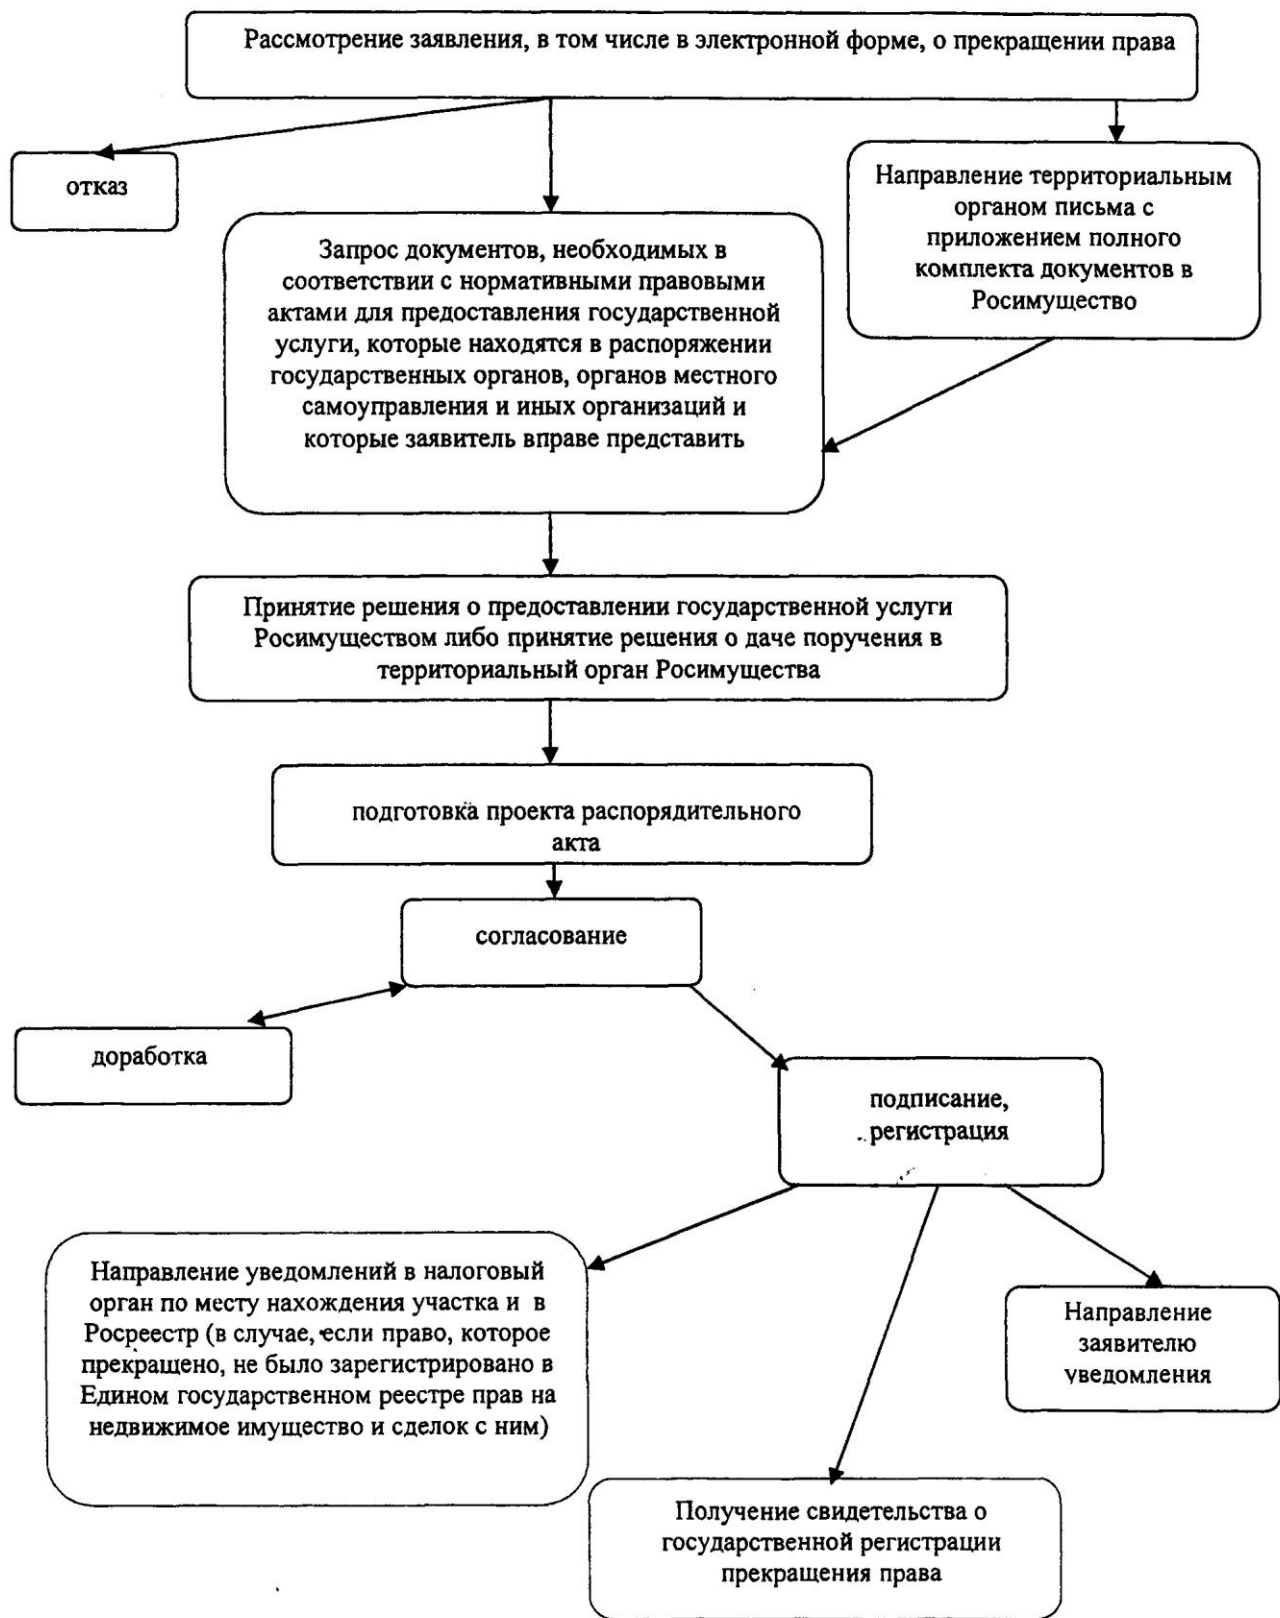 Рассмотрение заявления, в том числе в электронной форме, о прекращении права
отказ
Направление территориальным
органом письма с
приложением полного
комплекта документов в
Росимущество
Запрос документов, необходимых в
соответствии с нормативными правовыми
актами для предоставления государственной
услуги, которые находятся в распоряжении
государственных органов, органов местного
самоуправления и иных организаций и
которые заявитель вправе представить
Принятие решения о предоставлении государственной услуги
Росимуществом либо принятие решения о даче поручения в
территориальный орган Росимущества
подготовка проекта распорядительного
акта
согласование
доработка
подписание,
регистрация
Направление уведомлений в налоговый
орган по месту нахождения участка и в
Росреестр (в случае, если право, которое
прекращено, не было зарегистрировано в
Едином государственном реестре прав на
недвижимое имущество и сделок с ним)
Направление
заявителю
уведомления
Получение свидетельства о
государственной регистрации
прекращения права